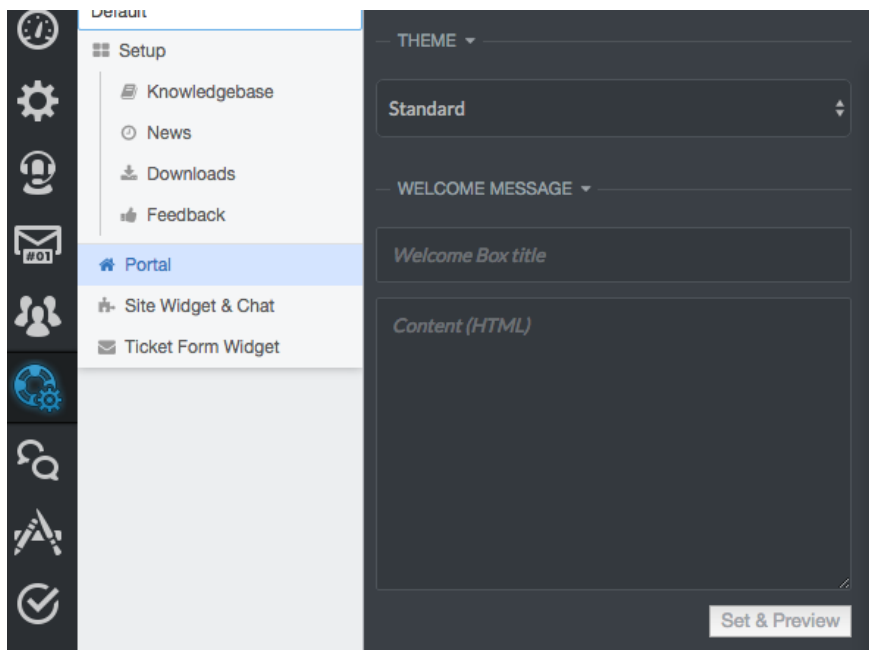 Default
Setup
Knowledgebase
News
Downloads
Feedback
#01
Portal
Site Widget & Chat
Ticket Form Widget
THEME
Standard
WELCOME MESSAGE
Welcome Box title
Content (HTML)
Set & Preview